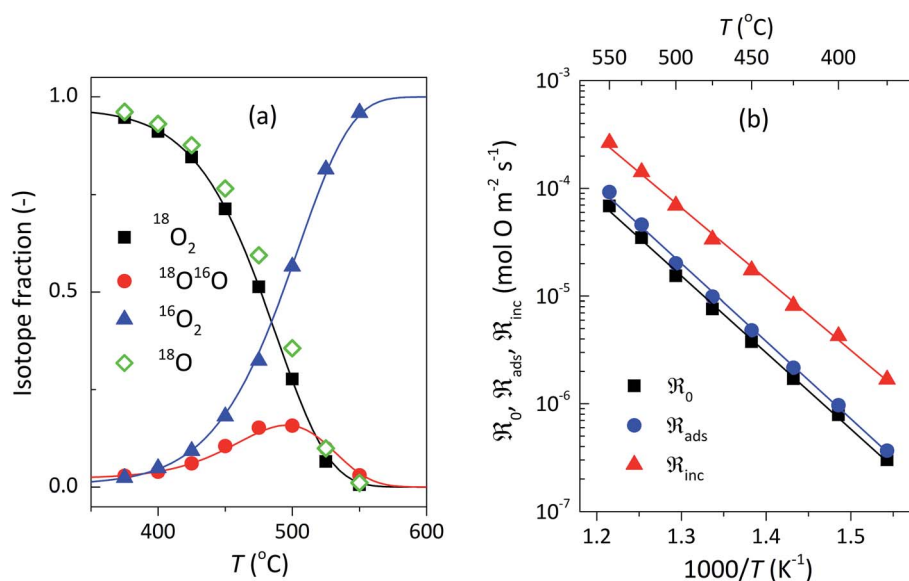 (a)
1.0
0.5
0.0
Isotope fraction (-)
¹⁸O₂
¹⁸O¹⁶O
¹⁶O₂
¹⁸O
400 500 600
T (°C)
T (°C)
550 500 450 400
(b)
10⁻³
10⁻⁴
10⁻⁵
10⁻⁶
10⁻⁷
ℜ₀, ℜads, ℜinc (mol O m⁻² s⁻¹)
ℜ₀
ℜads
ℜinc
1.2 1.3 1.4 1.5
1000/T (K⁻¹)